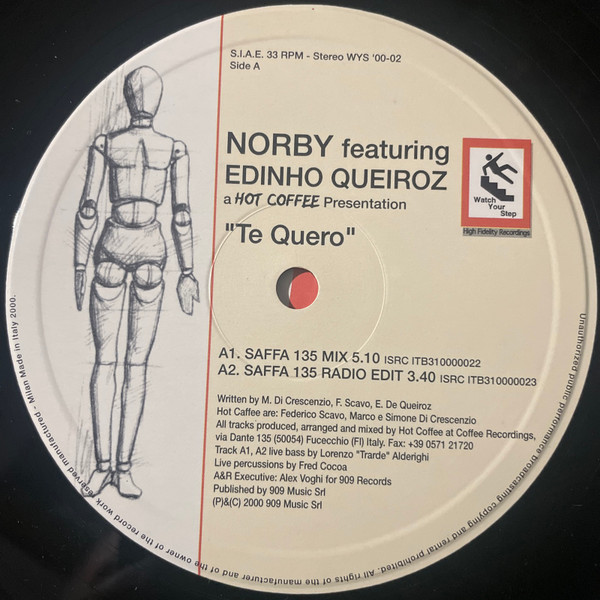 S.I.A.E. 33 RPM - Stereo WYS '00-02
Side A
NORBY featuring
EDINHO QUEIROZ
a HOT COFFEE Presentation
"Te Quero"
Watch
Your
Step
High Fidelity Recordings
A1. SAFFA 135 MIX 5.10 ISRC ITB310000022
A2. SAFFA 135 RADIO EDIT 3.40 ISRC ITB310000023
Written by M. Di Crescenzio, F. Scavo, E. De Queiroz
Hot Caffee are: Federico Scavo, Marco e Simone Di Crescenzio
All tracks produced, arranged and mixed by Hot Caffee at Coffee Recordings,
via Dante 135 (50054) Fucecchio (FI) Italy. Fax: +39 0571 21720
Track A1, A2 live bass by Lorenzo "Trarde" Alderighi
Live percussions by Fred Cocoa
A&R Executive: Alex Voghi for 909 Records
Published by 909 Music Srl
(P)&(C) 2000 909 Music Srl
Unauthorized public performance broadcasting copying and rental prohibited. All rights of the manufacturer and of the owner of the record work reserved manufactured - Milan Made in Italy 2000.